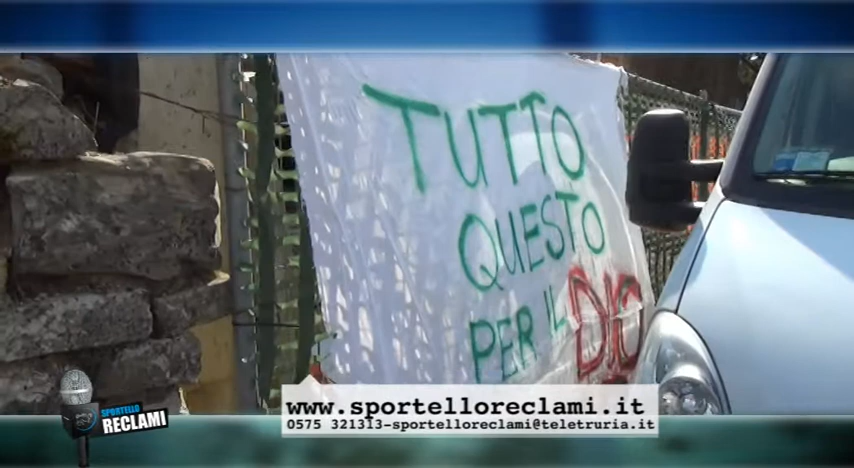 TUTTO
QUESTO
PER IL DIO
www.sportelloreclami.it
0575 321313-sportelloreclami@teletruria.it
SPORTELLO
RECLAMI